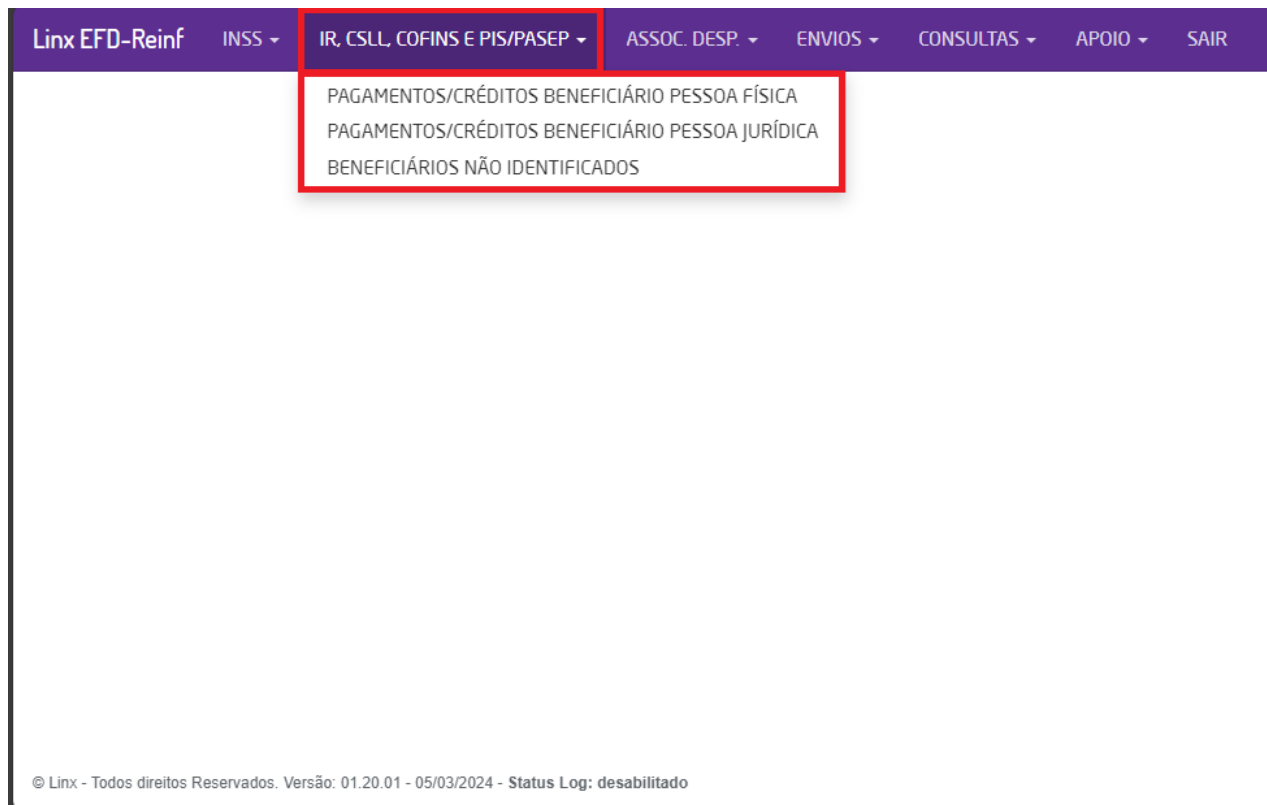 Linx EFD-Reinf INSS IR, CSLL, COFINS E PIS/PASEP ASSOC. DESP. ENVIOS CONSULTAS APOIO SAIR
PAGAMENTOS/CRÉDITOS BENEFICIÁRIO PESSOA FÍSICA
PAGAMENTOS/CRÉDITOS BENEFICIÁRIO PESSOA JURÍDICA
BENEFICIÁRIOS NÃO IDENTIFICADOS
© Linx - Todos direitos Reservados. Versão: 01.20.01 - 05/03/2024 - Status Log: desabilitado